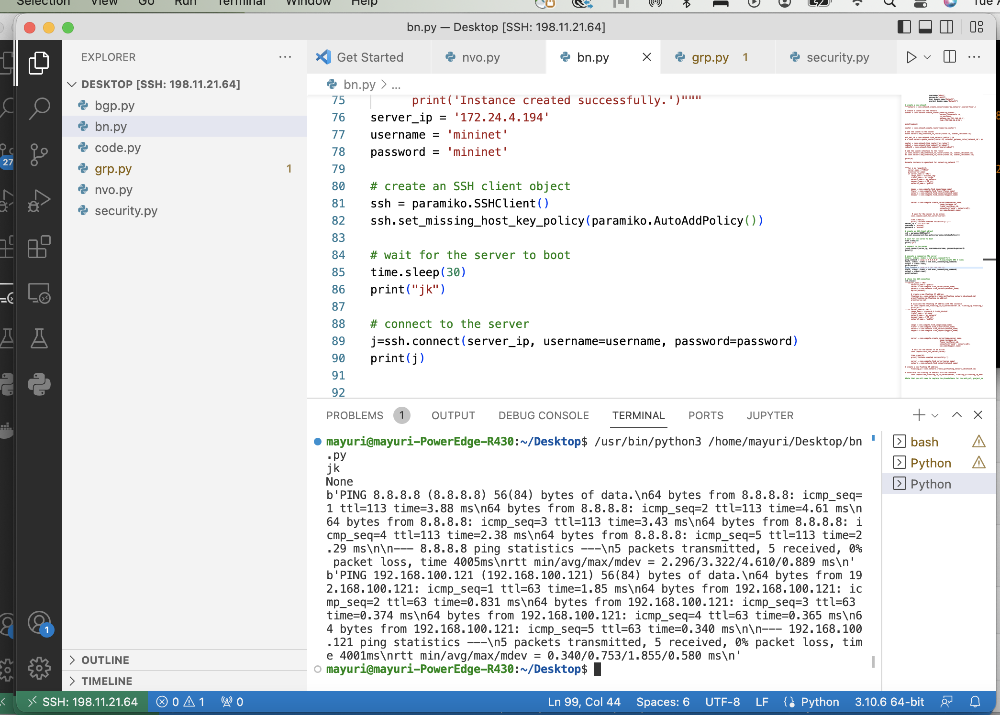 Selection View Go Run Terminal Window Help
bn.py — Desktop [SSH: 198.11.21.64]
EXPLORER
Get Started
nvo.py
bn.py
grp.py 1
security.py
DESKTOP [SSH: 198.11.21.64]
bn.py > ...
bgp.py
bn.py
code.py
grp.py 1
nvo.py
security.py
27
75 print('Instance created successfully.')"""
76 server_ip = '172.24.4.194'
77 username = 'mininet'
78 password = 'mininet'
79
80 # create an SSH client object
81 ssh = paramiko.SSHClient()
82 ssh.set_missing_host_key_policy(paramiko.AutoAddPolicy())
83
84 # wait for the server to boot
85 time.sleep(30)
86 print("jk")
87
88 # connect to the server
89 j=ssh.connect(server_ip, username=username, password=password)
90 print(j)
91
92
PROBLEMS 1 OUTPUT DEBUG CONSOLE TERMINAL PORTS JUPYTER
mayuri@mayuri-PowerEdge-R430:~/Desktop$ /usr/bin/python3 /home/mayuri/Desktop/bn
.py
jk
None
b'PING 8.8.8.8 (8.8.8.8) 56(84) bytes of data.\n64 bytes from 8.8.8.8: icmp_seq=
1 ttl=113 time=3.88 ms\n64 bytes from 8.8.8.8: icmp_seq=2 ttl=113 time=4.61 ms\n
64 bytes from 8.8.8.8: icmp_seq=3 ttl=113 time=3.43 ms\n64 bytes from 8.8.8.8: i
cmp_seq=4 ttl=113 time=2.38 ms\n64 bytes from 8.8.8.8: icmp_seq=5 ttl=113 time=2
.29 ms\n\n--- 8.8.8.8 ping statistics ---\n5 packets transmitted, 5 received, 0%
packet loss, time 4005ms\nrtt min/avg/max/mdev = 2.296/3.322/4.610/0.889 ms\n'
b'PING 192.168.100.121 (192.168.100.121) 56(84) bytes of data.\n64 bytes from 19
2.168.100.121: icmp_seq=1 ttl=63 time=1.85 ms\n64 bytes from 192.168.100.121: ic
mp_seq=2 ttl=63 time=0.831 ms\n64 bytes from 192.168.100.121: icmp_seq=3 ttl=63
time=0.374 ms\n64 bytes from 192.168.100.121: icmp_seq=4 ttl=63 time=0.365 ms\n6
4 bytes from 192.168.100.121: icmp_seq=5 ttl=63 time=0.340 ms\n\n--- 192.168.100
.121 ping statistics ---\n5 packets transmitted, 5 received, 0% packet loss, tim
e 4001ms\nrtt min/avg/max/mdev = 0.340/0.753/1.855/0.580 ms\n'
mayuri@mayuri-PowerEdge-R430:~/Desktop$
bash
Python
Python
1
OUTLINE
TIMELINE
SSH: 198.11.21.64 0 1 0 Ln 99, Col 44 Spaces: 6 UTF-8 LF Python 3.10.6 64-bit